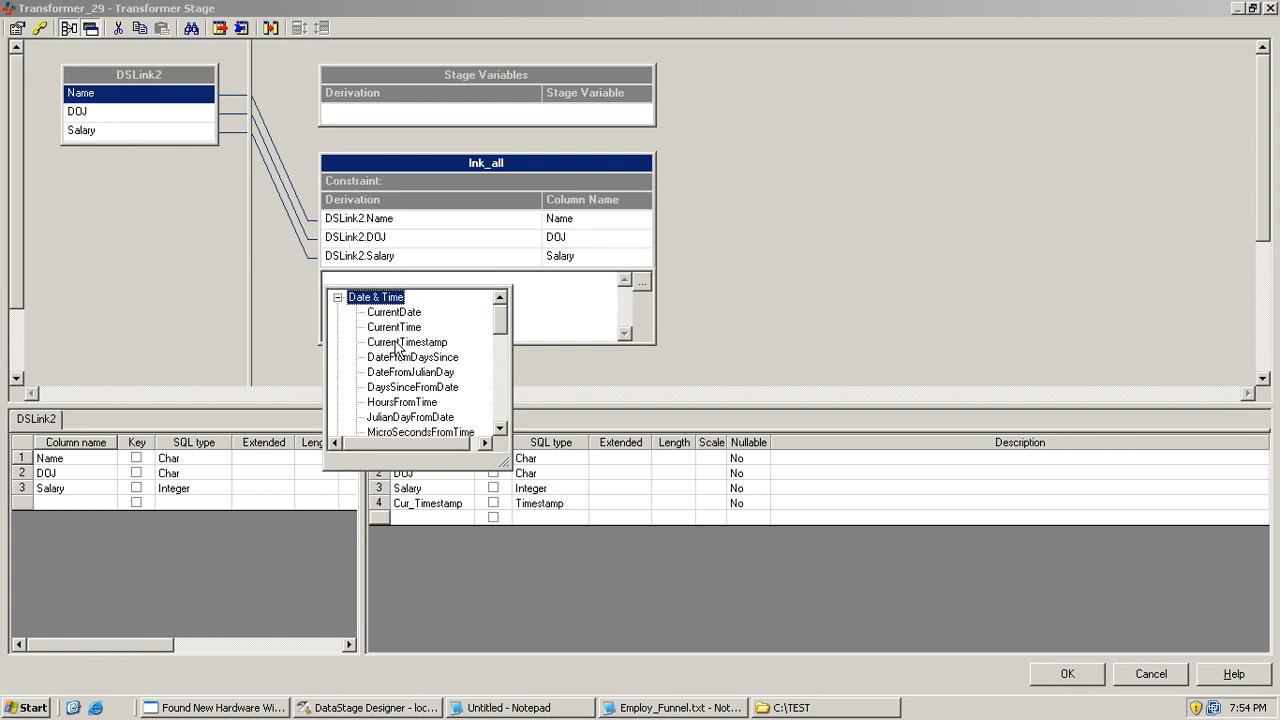 Transformer_29 - Transformer Stage
DSLink2
Name
DOJ
Salary
Stage Variables
Derivation Stage Variable
lnk_all
Constraint:
Derivation Column Name
DSLink2.Name Name
DSLink2.DOJ DOJ
DSLink2.Salary Salary
...
Date & Time
CurrentDate
CurrentTime
CurrentTimestamp
DateFromDaysSince
DateFromJulianDay
DaysSinceFromDate
HoursFromTime
JulianDayFromDate
MicroSecondsFromTime
DSLink2
Column name Key SQL type Extended
1 Name Char
2 DOJ Char
3 Salary Integer
SQL type Extended Length Scale Nullable Description
Char No
2 DOJ Char No
3 Salary Integer No
4 Cur_Timestamp Timestamp No
OK Cancel Help
Start Found New Hardware Wi... DataStage Designer - loc... Untitled - Notepad Employ_Funnel.txt - Not... C:\TEST 7:54 PM